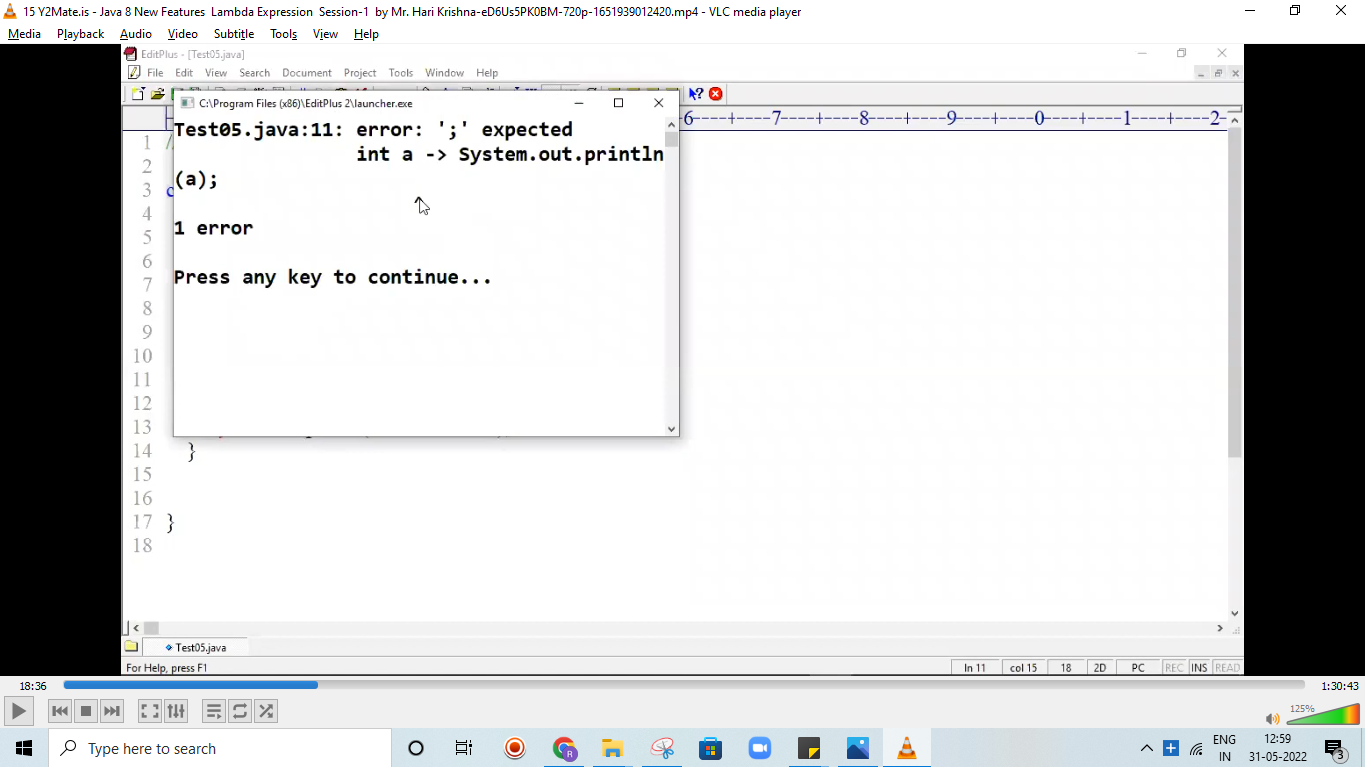 15 Y2Mate.is - Java 8 New Features  Lambda Expression  Session-1  by Mr. Hari Krishna-eD6Us5PK0BM-720p-1651939012420.mp4 - VLC media player
Media Playback Audio Video Subtitle Tools View Help
EditPlus - [Test05.java]
File Edit View Search Document Project Tools Window Help
C:\Program Files (x86)\EditPlus 2\launcher.exe
-6----+----7----+----8----+----9----+----0----+----1----+----2-
Test05.java:11: error: ';' expected
int a -> System.out.println
(a);
^
1 error
Press any key to continue...
1
2
3 c
4
5
6
7
8
9
10
11
12
13
14 }
15
16
17 }
18
Test05.java
For Help, press F1 ln 11 col 15 18 2D PC REC INS READ
18:36 1:30:43
125%
Type here to search
ENG 12:59
IN 31-05-2022 3